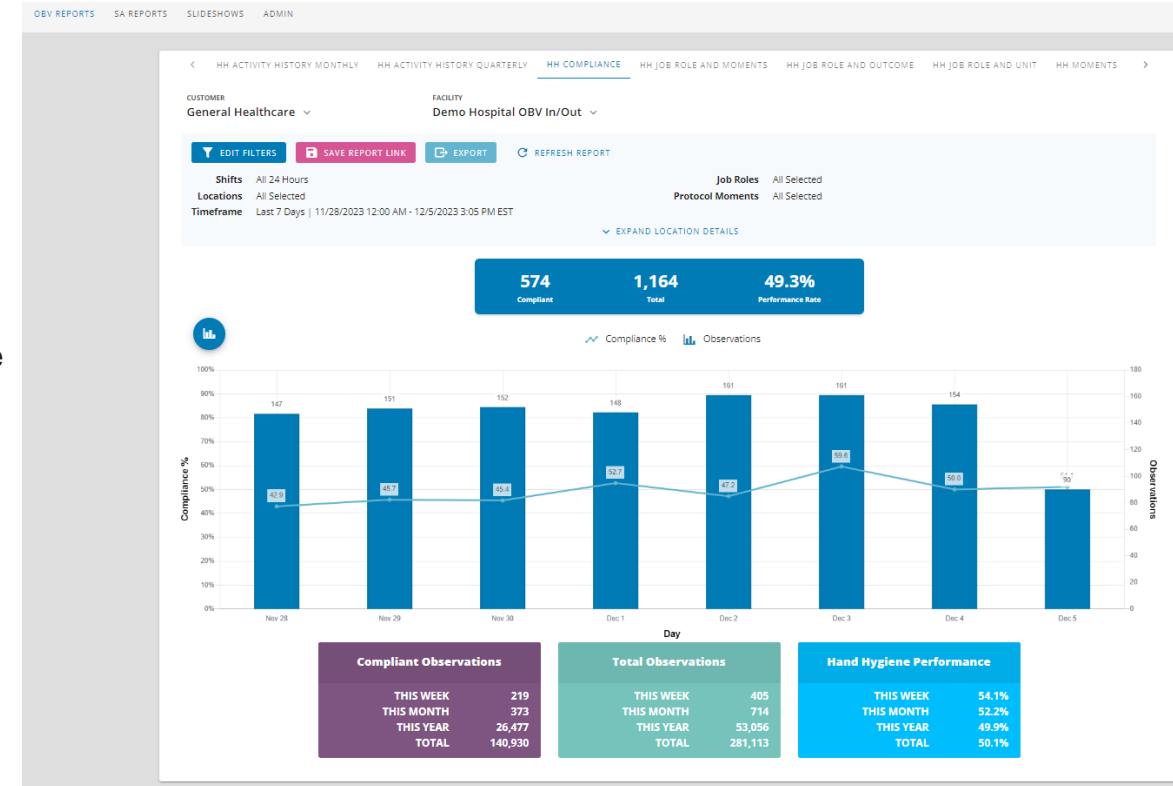 OBV REPORTS SA REPORTS SLIDESHOWS ADMIN
HH ACTIVITY HISTORY MONTHLY HH ACTIVITY HISTORY QUARTERLY HH COMPLIANCE HH JOB ROLE AND MOMENTS HH JOB ROLE AND OUTCOME HH JOB ROLE AND UNIT HH MOMENTS
CUSTOMER FACILITY
General Healthcare Demo Hospital OBV In/Out
EDIT FILTERS SAVE REPORT LINK EXPORT REFRESH REPORT
Shifts All 24 Hours Job Roles All Selected
Locations All Selected Protocol Moments All Selected
Timeframe Last 7 Days | 11/28/2023 12:00 AM - 12/5/2023 3:05 PM EST
EXPAND LOCATION DETAILS
574 1,164 49.3%
Compliant Total Performance Rate
e
Compliance % Observations
100% 180
161 161
90% 160
147 151 152 148 154
80% 140
70%
120
60% 59.6
52.7 100
50% 42.9 45.7 45.4 47.2 50.0 90
80
40%
60
30%
40
20%
20
10%
0% 0
Compliance %
Observations
Nov 28 Nov 29 Nov 30 Dec 1 Dec 2 Dec 3 Dec 4 Dec 5
Day
Compliant Observations
THIS WEEK 219
THIS MONTH 373
THIS YEAR 26,477
TOTAL 140,930
Total Observations
THIS WEEK 405
THIS MONTH 714
THIS YEAR 53,056
TOTAL 281,113
Hand Hygiene Performance
THIS WEEK 54.1%
THIS MONTH 52.2%
THIS YEAR 49.9%
TOTAL 50.1%